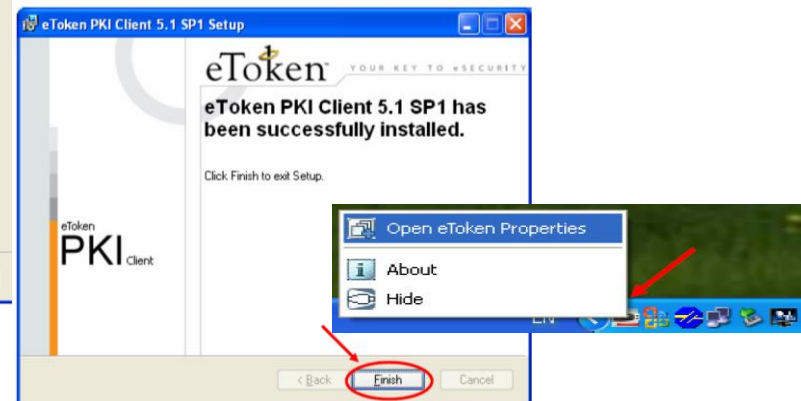 eToken PKI Client 5.1 SP1 Setup
eToken YOUR KEY TO eSECURITY
eToken PKI Client 5.1 SP1 has
been successfully installed.
Click Finish to exit Setup.
eToken
PKI Client
< Back Finish Cancel
Open eToken Properties
About
Hide
EN